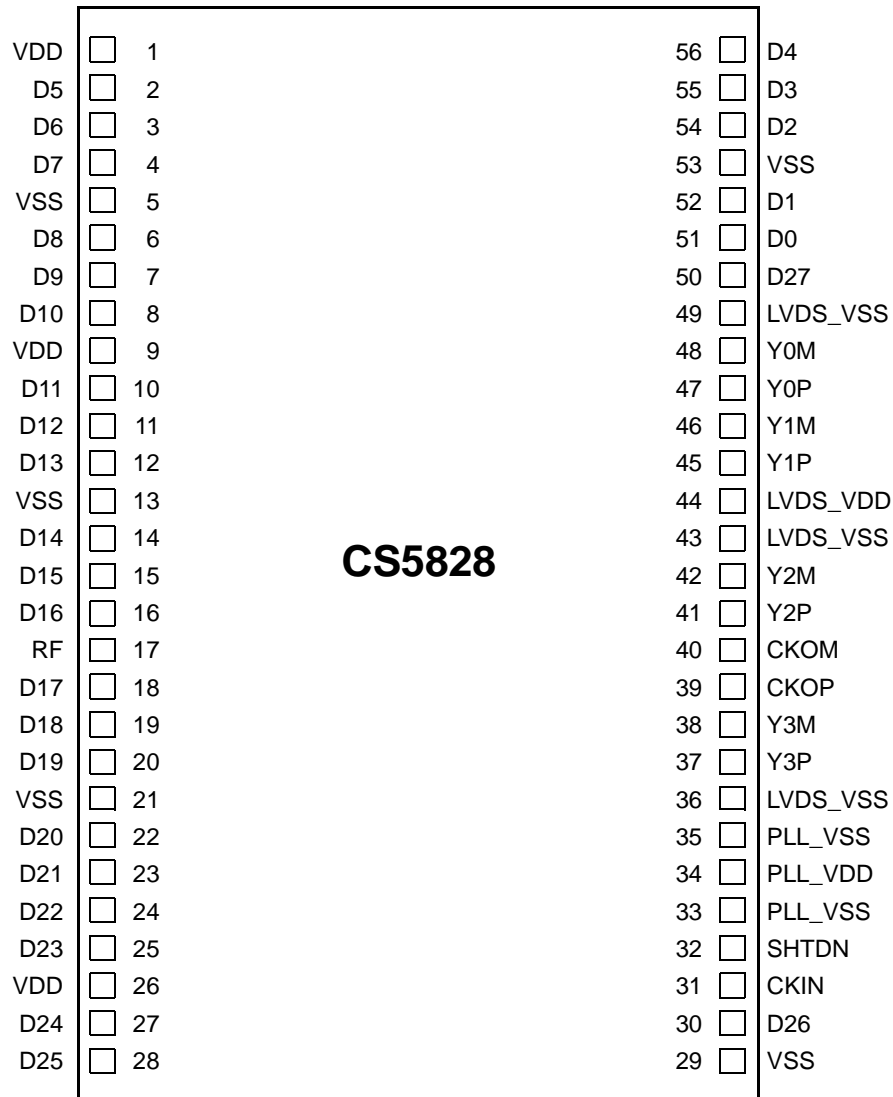 VDD 1 56 D4
D5 2 55 D3
D6 3 54 D2
D7 4 53 VSS
VSS 5 52 D1
D8 6 51 D0
D9 7 50 D27
D10 8 49 LVDS_VSS
VDD 9 48 Y0M
D11 10 47 Y0P
D12 11 46 Y1M
D13 12 45 Y1P
VSS 13 44 LVDS_VDD
D14 14 43 LVDS_VSS
CS5828
D15 15 42 Y2M
D16 16 41 Y2P
RF 17 40 CKOM
D17 18 39 CKOP
D18 19 38 Y3M
D19 20 37 Y3P
VSS 21 36 LVDS_VSS
D20 22 35 PLL_VSS
D21 23 34 PLL_VDD
D22 24 33 PLL_VSS
D23 25 32 SHTDN
VDD 26 31 CKIN
D24 27 30 D26
D25 28 29 VSS